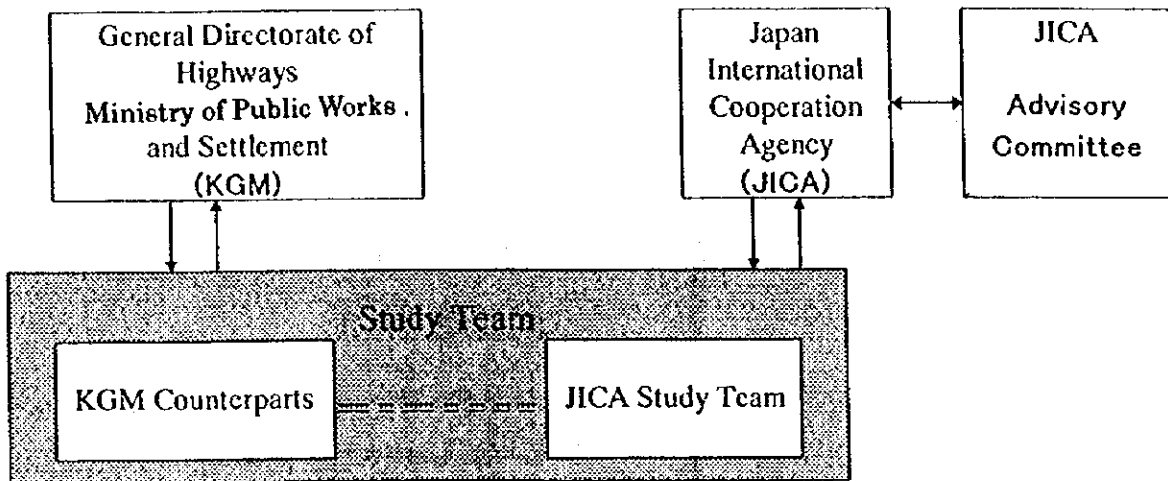 General Directorate of
Highways
Ministry of Public Works .
and Settlement
(KGM)
Japan
International
Cooperation
Agency
(JICA)
JICA
Advisory
Committee
Study Team
KGM Counterparts
JICA Study Team